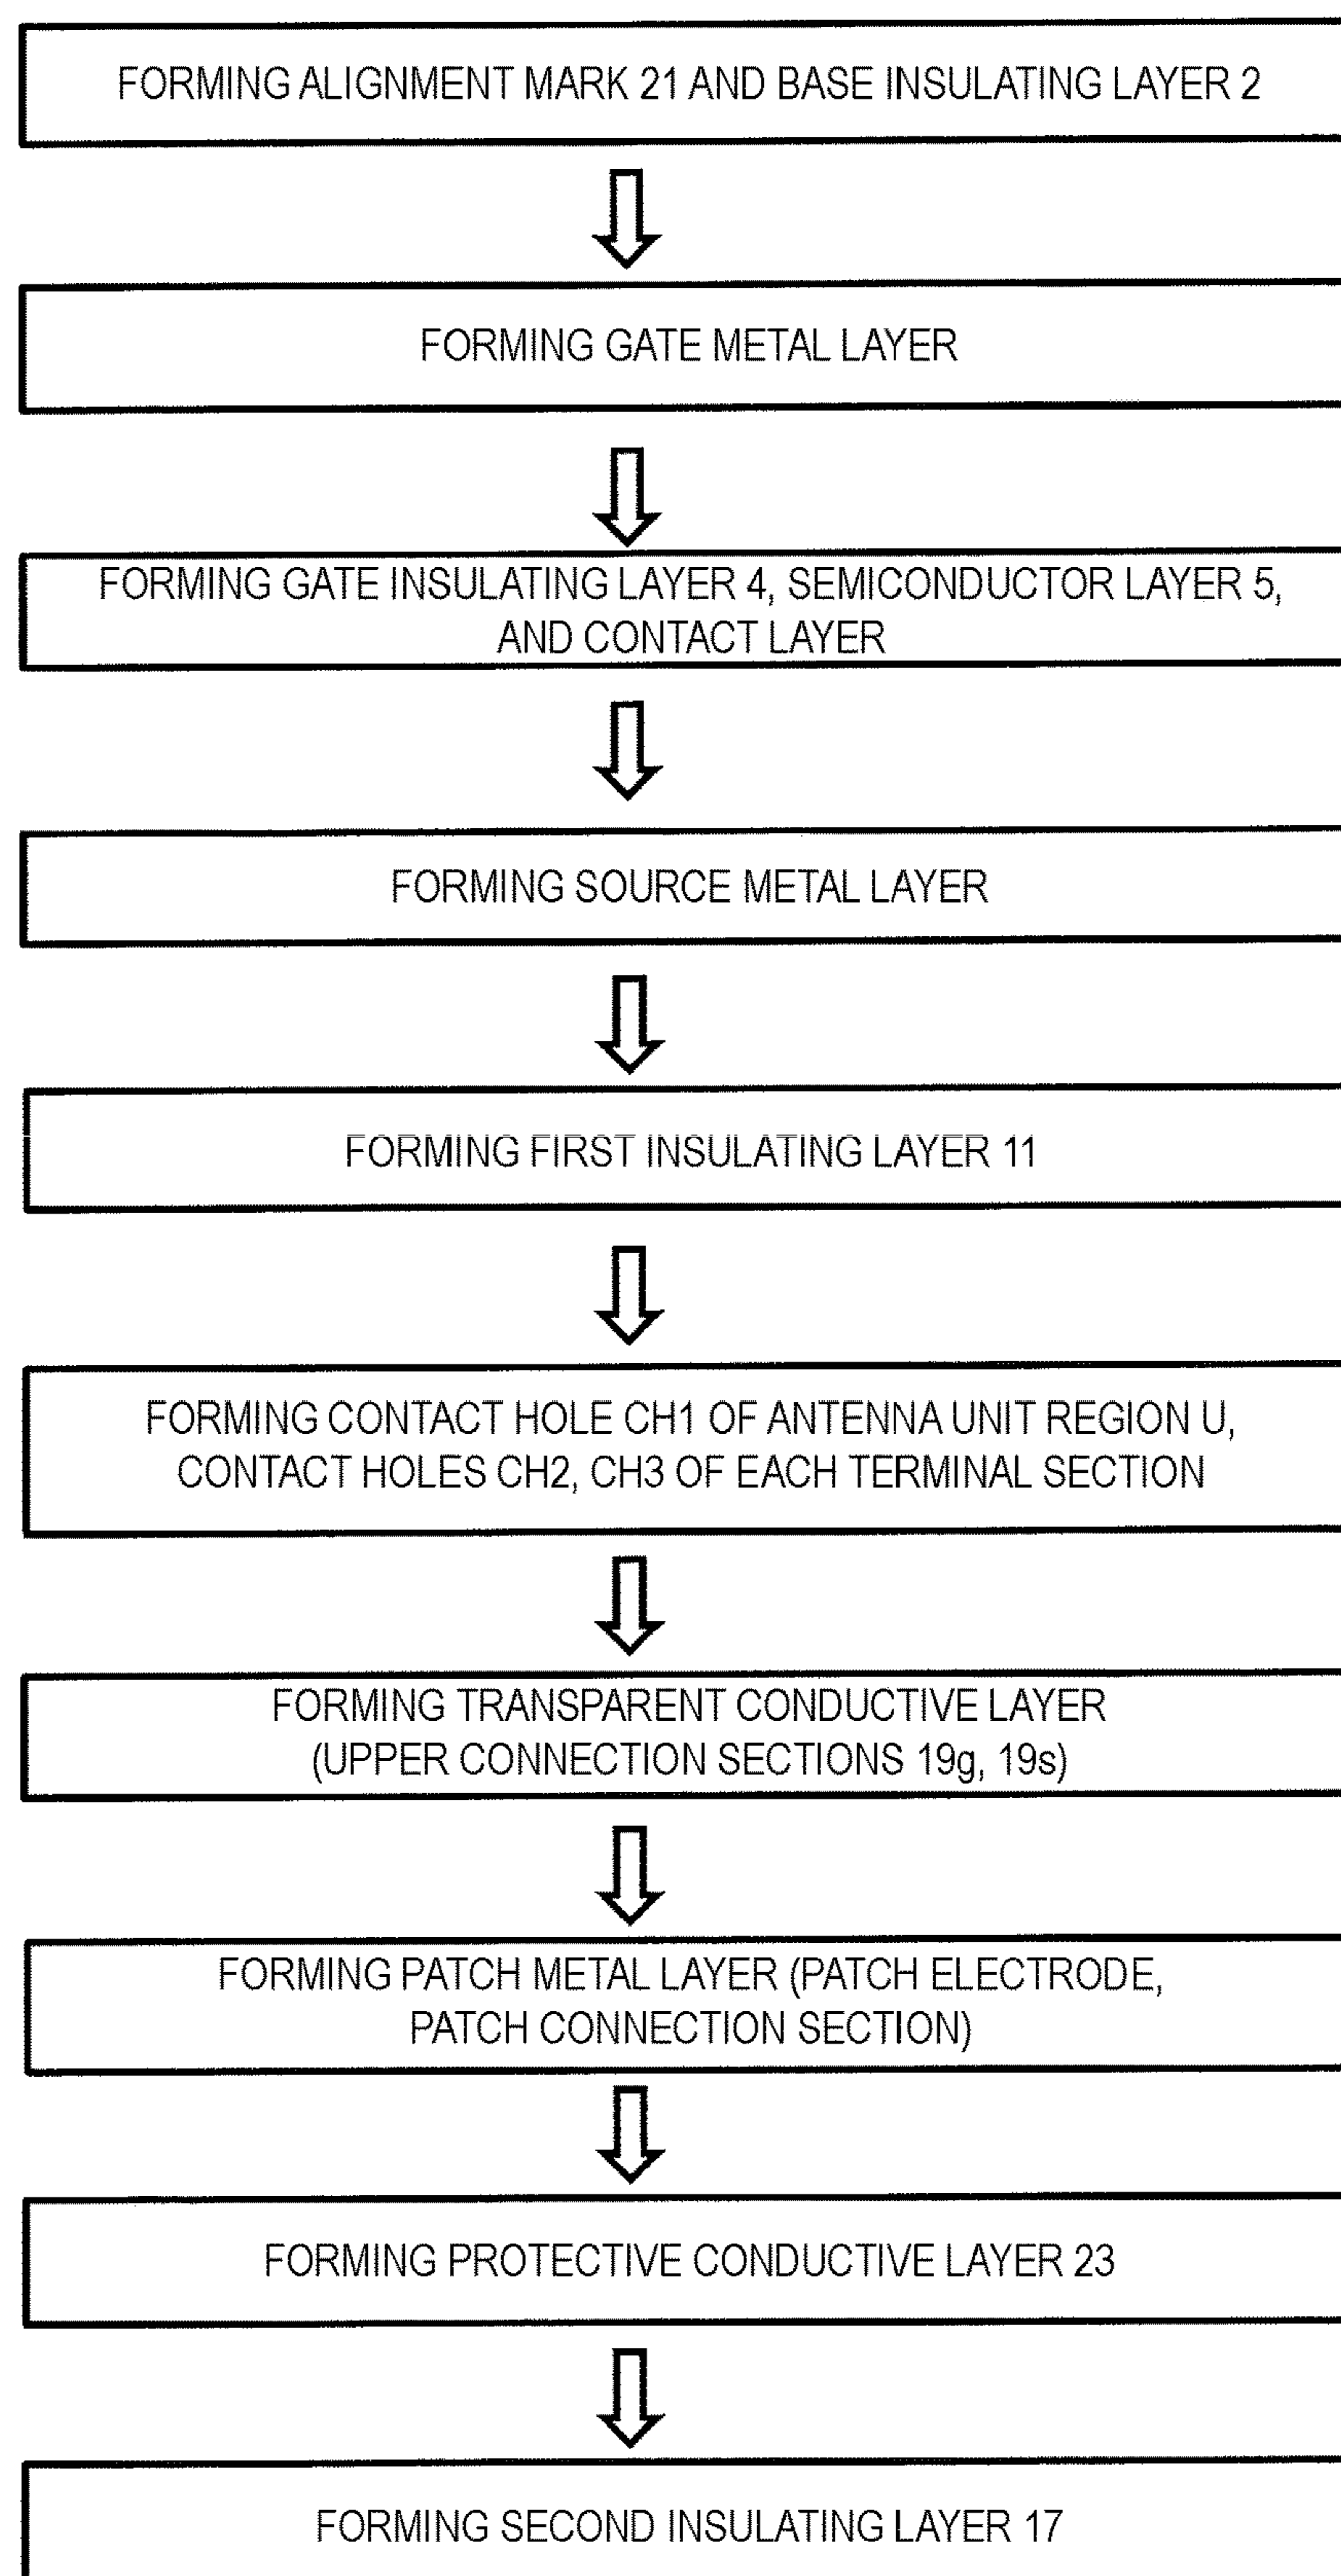 FORMING ALIGNMENT MARK 21 AND BASE INSULATING LAYER 2
FORMING GATE METAL LAYER
FORMING GATE INSULATING LAYER 4, SEMICONDUCTOR LAYER 5,
AND CONTACT LAYER
FORMING SOURCE METAL LAYER
FORMING FIRST INSULATING LAYER 11
FORMING CONTACT HOLE CH1 OF ANTENNA UNIT REGION U,
CONTACT HOLES CH2, CH3 OF EACH TERMINAL SECTION
FORMING TRANSPARENT CONDUCTIVE LAYER
(UPPER CONNECTION SECTIONS 19g, 19s)
FORMING PATCH METAL LAYER (PATCH ELECTRODE,
PATCH CONNECTION SECTION)
FORMING PROTECTIVE CONDUCTIVE LAYER 23
FORMING SECOND INSULATING LAYER 17